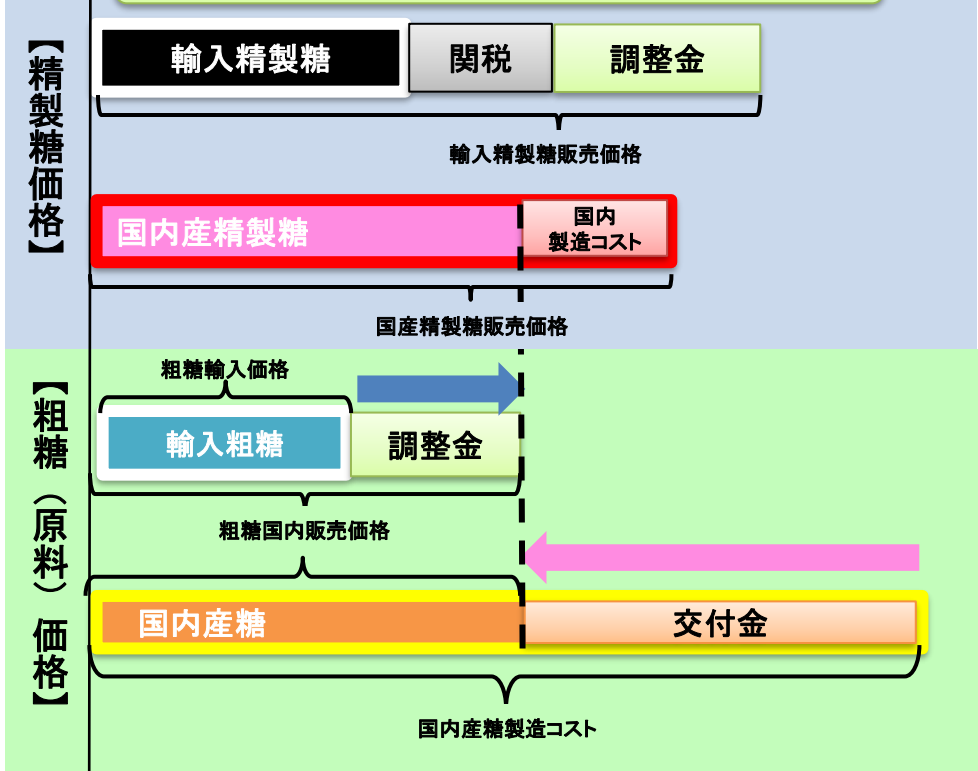 【精製糖価格】
輸入精製糖
関税
調整金
輸入精製糖販売価格
国内産精製糖
国内
製造コスト
国産精製糖販売価格
【粗糖（原料）価格】
粗糖輸入価格
輸入粗糖
調整金
粗糖国内販売価格
国内産糖
交付金
国内産糖製造コスト